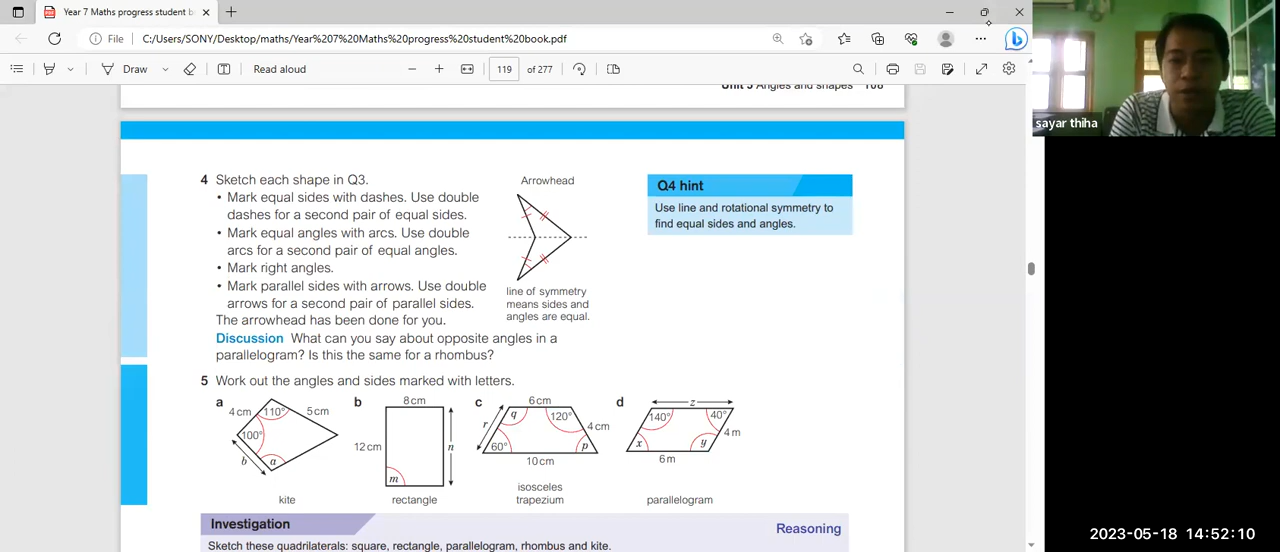 Year 7 Maths progress student b
File
C:/Users/SONY/Desktop/maths/Year%207%20Maths%20progress%20student%20book.pdf
Draw
Read aloud
119
of 277
sayar thiha
Unit 5 Angles and shapes
4 Sketch each shape in Q3.
• Mark equal sides with dashes. Use double
dashes for a second pair of equal sides.
• Mark equal angles with arcs. Use double
arcs for a second pair of equal angles.
• Mark right angles.
• Mark parallel sides with arrows. Use double
arrows for a second pair of parallel sides.
The arrowhead has been done for you.
Discussion What can you say about opposite angles in a
parallelogram? Is this the same for a rhombus?
Arrowhead
line of symmetry
means sides and
angles are equal.
Q4 hint
Use line and rotational symmetry to
find equal sides and angles.
5 Work out the angles and sides marked with letters.
a
4 cm
110°
5 cm
100°
b
a
kite
b
8 cm
12 cm
n
m
rectangle
c
6 cm
q
120°
r
4 cm
60°
p
10 cm
isosceles
trapezium
d
z
140°
40°
4 m
x
y
6 m
parallelogram
Investigation
Reasoning
Sketch these quadrilaterals: square, rectangle, parallelogram, rhombus and kite.
2023-05-18 14:52:10